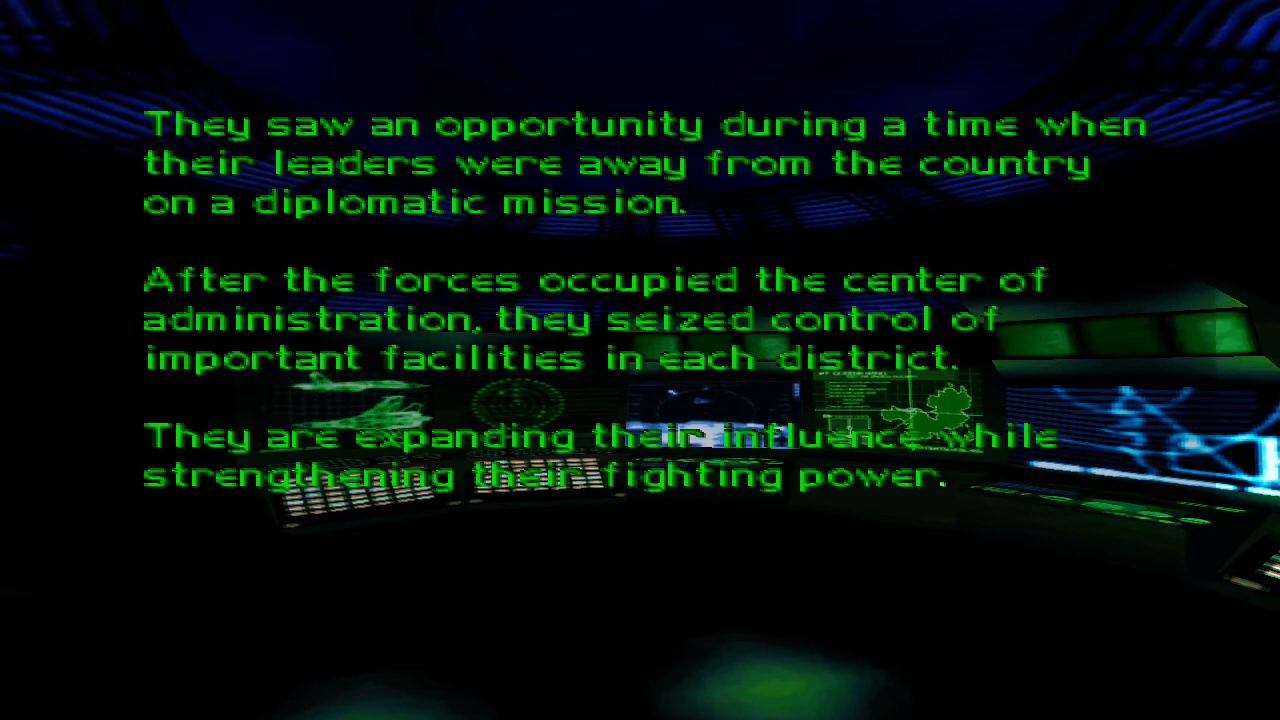 They saw an opportunity during a time when
their leaders were away from the country
on a diplomatic mission.
After the forces occupied the center of
administration, they seized control of
important facilities in each district.
They are expanding their influence while
strengthening their fighting power.